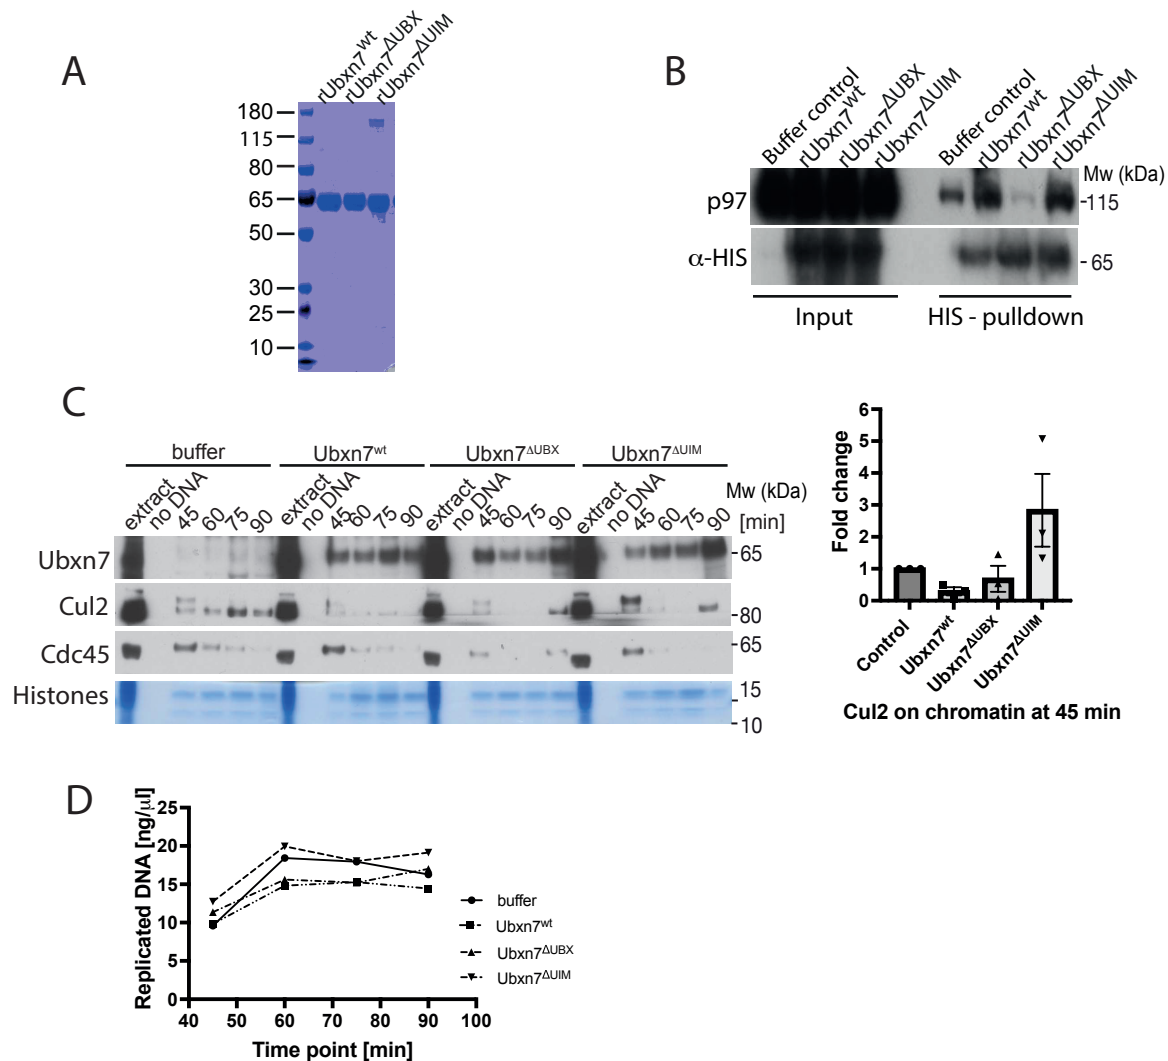 A
rUbxn7wt
rUbxn7ΔUBX
rUbxn7ΔUIM
180
115
80
65
50
30
25
10
B
Buffer control
rUbxn7wt
rUbxn7ΔUBX
rUbxn7ΔUIM
Buffer control
rUbxn7wt
rUbxn7ΔUBX
rUbxn7ΔUIM
Mw (kDa)
p97
-115
α-HIS
- 65
Input
HIS - pulldown
C
buffer Ubxn7wt Ubxn7ΔUBX Ubxn7ΔUIM
extract no DNA 45 60 75 90 extract no DNA 45 60 75 90 extract no DNA 45 60 75 90 extract no DNA 45 60 75 90
Mw (kDa)
[min]
Ubxn7
-65
Cul2
-80
Cdc45
-65
Histones
-15
-10
Fold change
6
5
4
3
2
1
0
Control
Ubxn7wt
Ubxn7ΔUBX
Ubxn7ΔUIM
Cul2 on chromatin at 45 min
D
Replicated DNA [ng/µl]
25
20
15
10
5
0
40 50 60 70 80 90 100
Time point [min]
buffer
Ubxn7wt
Ubxn7ΔUBX
Ubxn7ΔUIM